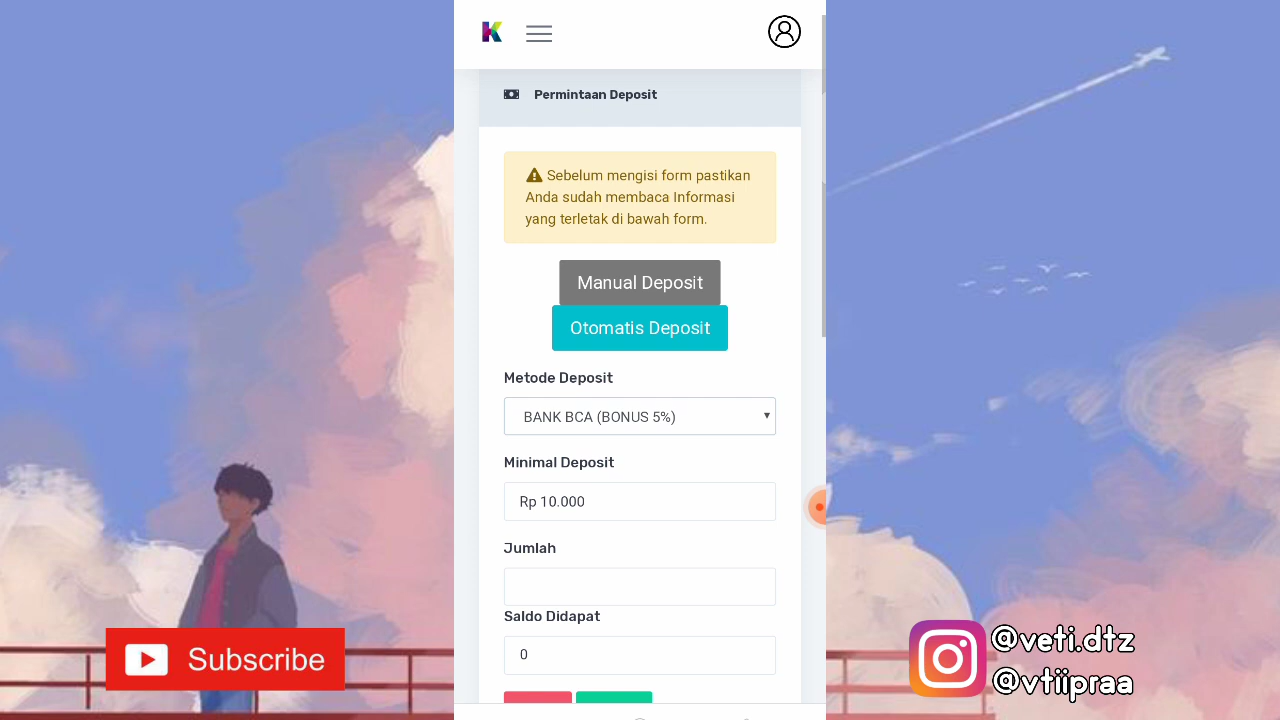 K
Permintaan Deposit
Sebelum mengisi form pastikan
Anda sudah membaca Informasi
yang terletak di bawah form.
Manual Deposit
Otomatis Deposit
Metode Deposit
BANK BCA (BONUS 5%)
Minimal Deposit
Rp 10.000
Jumlah
Saldo Didapat
0
Subscribe
@veti.dtz
@vtiipraa